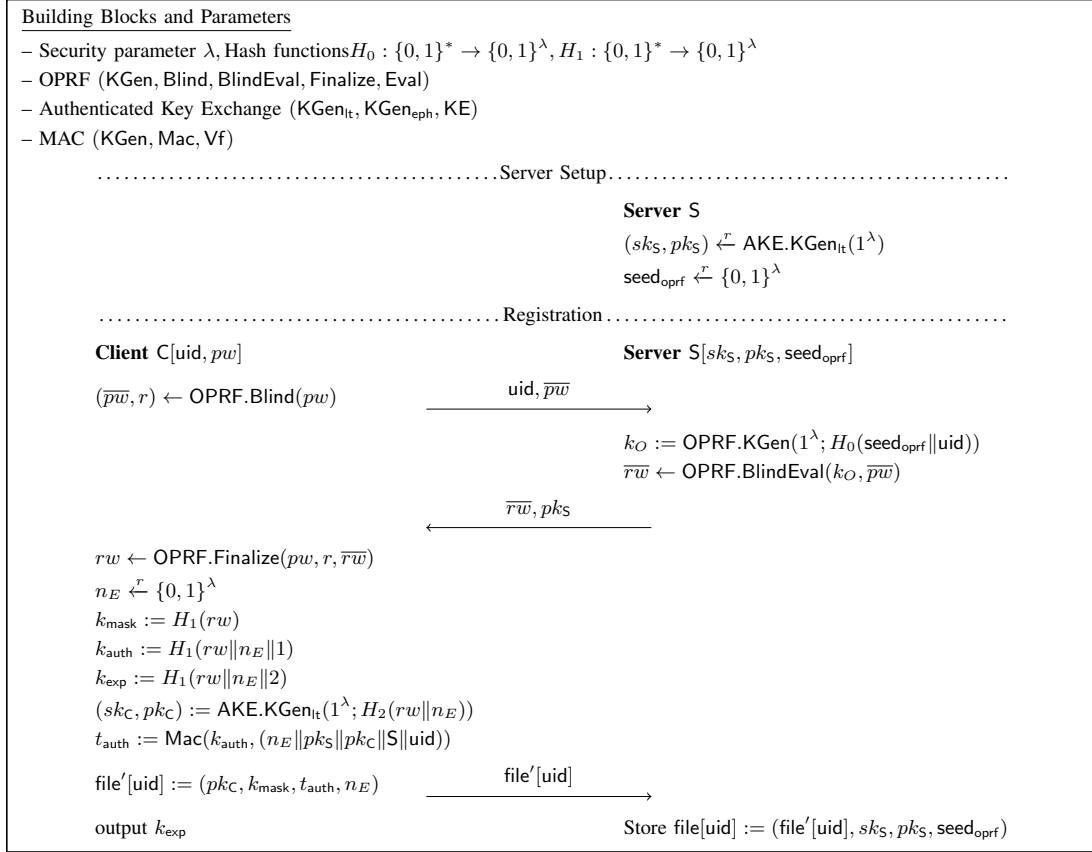 Building Blocks and Parameters
– Security parameter λ, Hash functions H₀ : {0, 1}* → {0, 1}^λ, H₁ : {0, 1}* → {0, 1}^λ
– OPRF (KGen, Blind, BlindEval, Finalize, Eval)
– Authenticated Key Exchange (KGen_lt, KGen_eph, KE)
– MAC (KGen, Mac, Vf)
Server Setup
Server S
(sk_S, pk_S) ←^r AKE.KGen_lt(1^λ)
seed_oprf ←^r {0, 1}^λ
Registration
Client C[uid, pw] Server S[sk_S, pk_S, seed_oprf]
(p̅w̅, r) ← OPRF.Blind(pw) uid, p̅w̅
k_O := OPRF.KGen(1^λ; H₀(seed_oprf‖uid))
r̅w̅ ← OPRF.BlindEval(k_O, p̅w̅)
r̅w̅, pk_S
rw ← OPRF.Finalize(pw, r, r̅w̅)
n_E ←^r {0, 1}^λ
k_mask := H₁(rw)
k_auth := H₁(rw‖n_E‖1)
k_exp := H₁(rw‖n_E‖2)
(sk_C, pk_C) := AKE.KGen_lt(1^λ; H₂(rw‖n_E))
t_auth := Mac(k_auth, (n_E‖pk_S‖pk_C‖S‖uid))
file′[uid] := (pk_C, k_mask, t_auth, n_E) file′[uid]
output k_exp Store file[uid] := (file′[uid], sk_S, pk_S, seed_oprf)